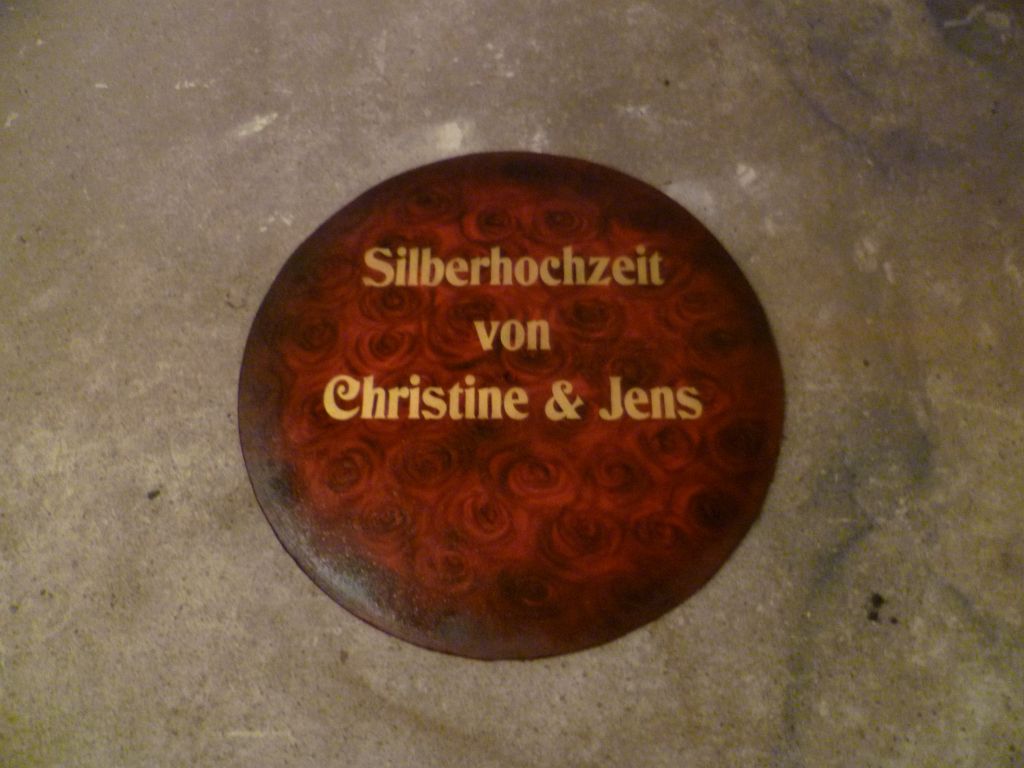 Silberhochzeit
von
Christine & Jens